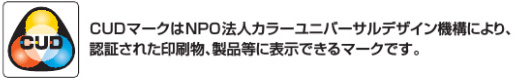 CUD
CUDマークはNPO法人カラーユニバーサルデザイン機構により、
認証された印刷物、製品等に表示できるマークです。